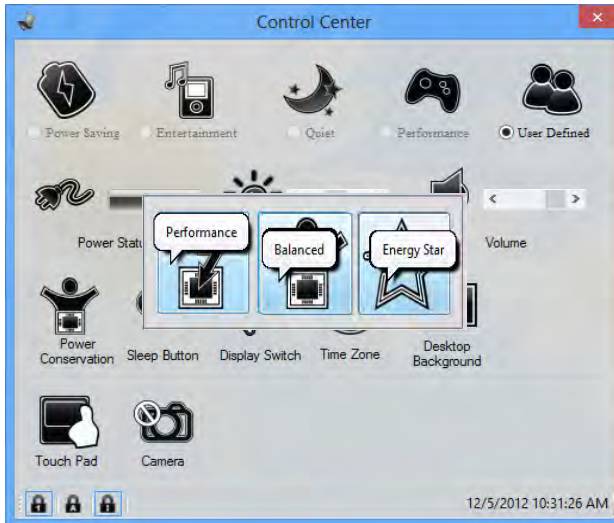 Control Center
Power Saving
Entertainment
Quiet
Performance
User Defined
Performance
Balanced
Energy Star
Power Statu
Volume
Power
Conservation
Sleep Button
Display Switch
Time Zone
Desktop
Background
Touch Pad
Camera
12/5/2012 10:31:26 AM